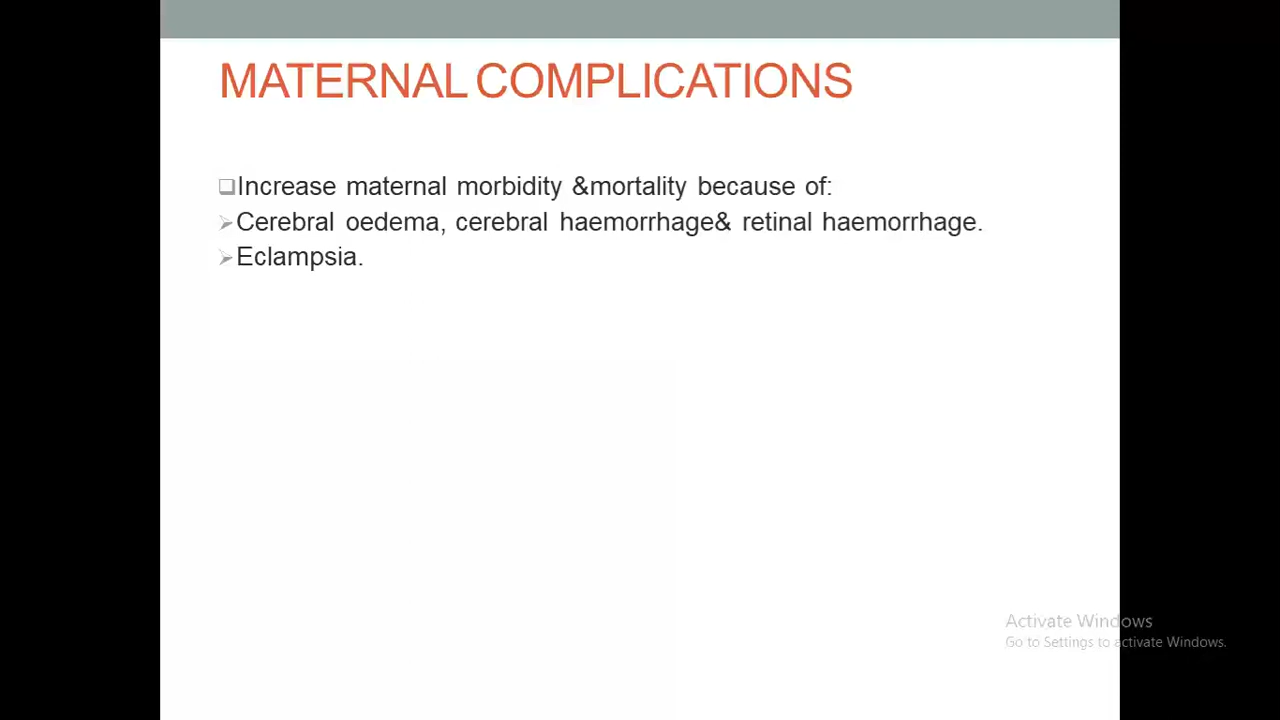 MATERNAL COMPLICATIONS
Increase maternal morbidity &mortality because of:
Cerebral oedema, cerebral haemorrhage& retinal haemorrhage.
Eclampsia.
Activate Windows
Go to Settings to activate Windows.